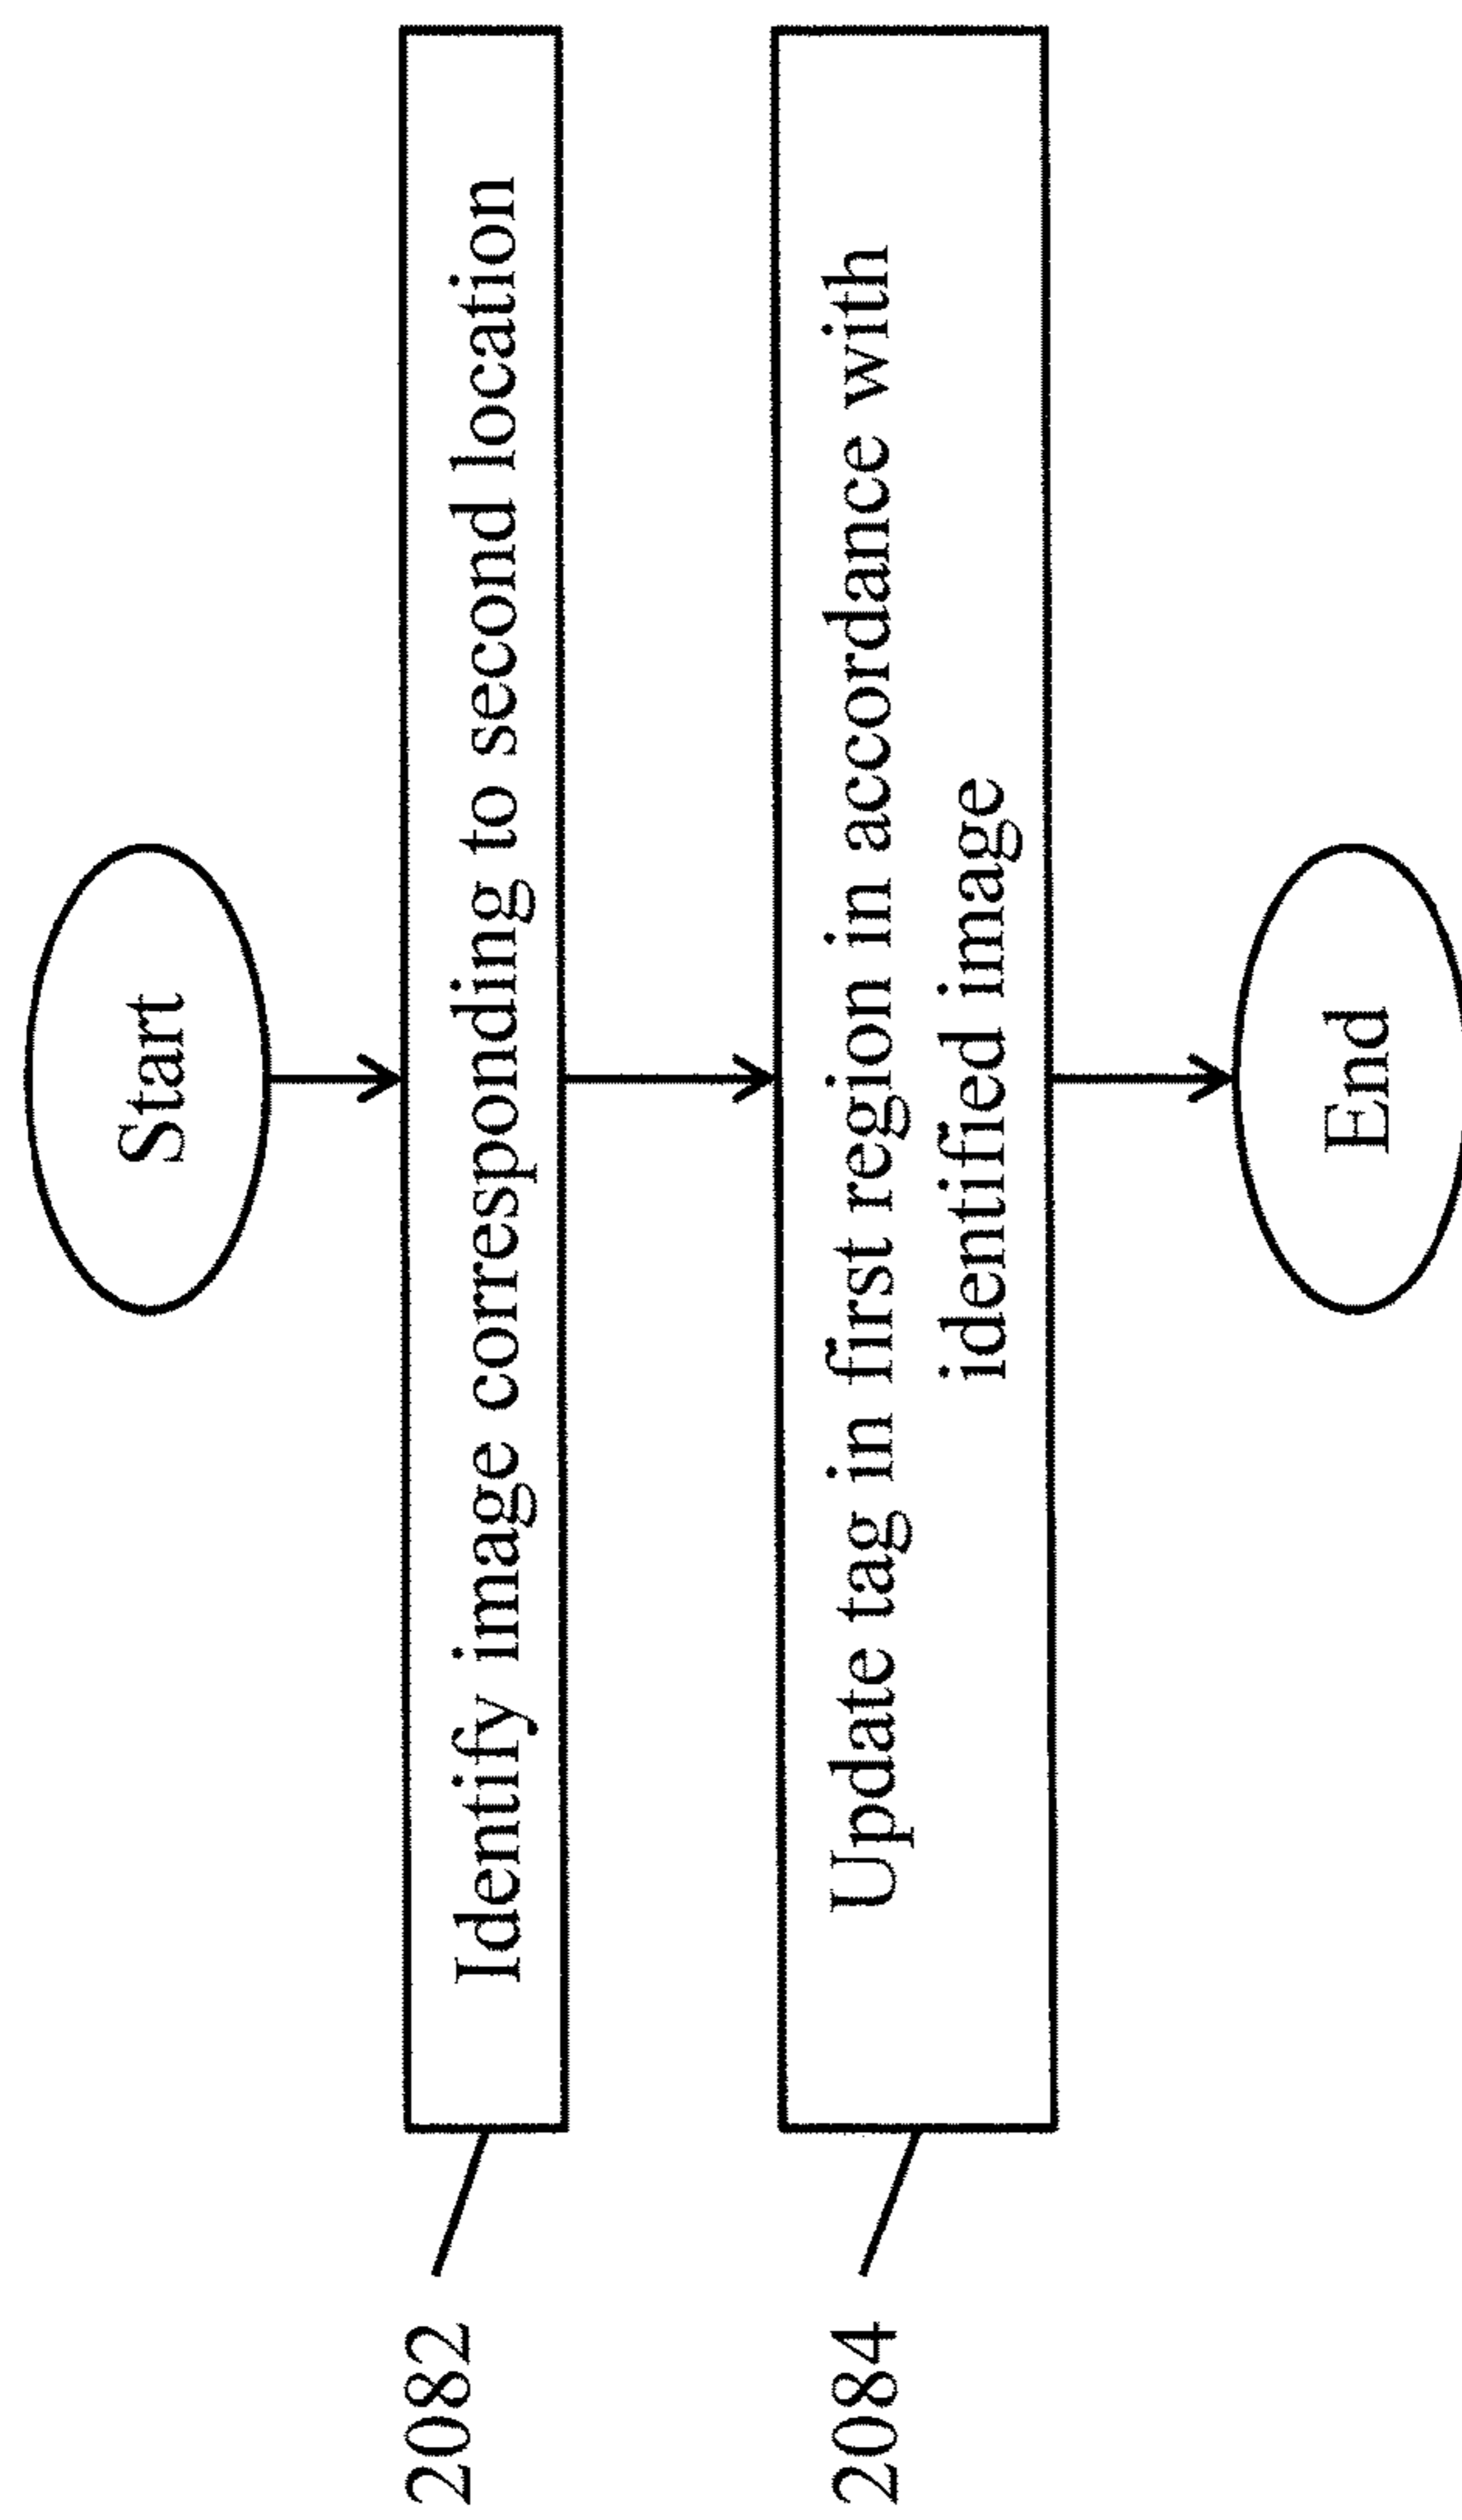 Start
2082
Identify image corresponding to second location
2084
Update tag in first region in accordance with
identified image
End